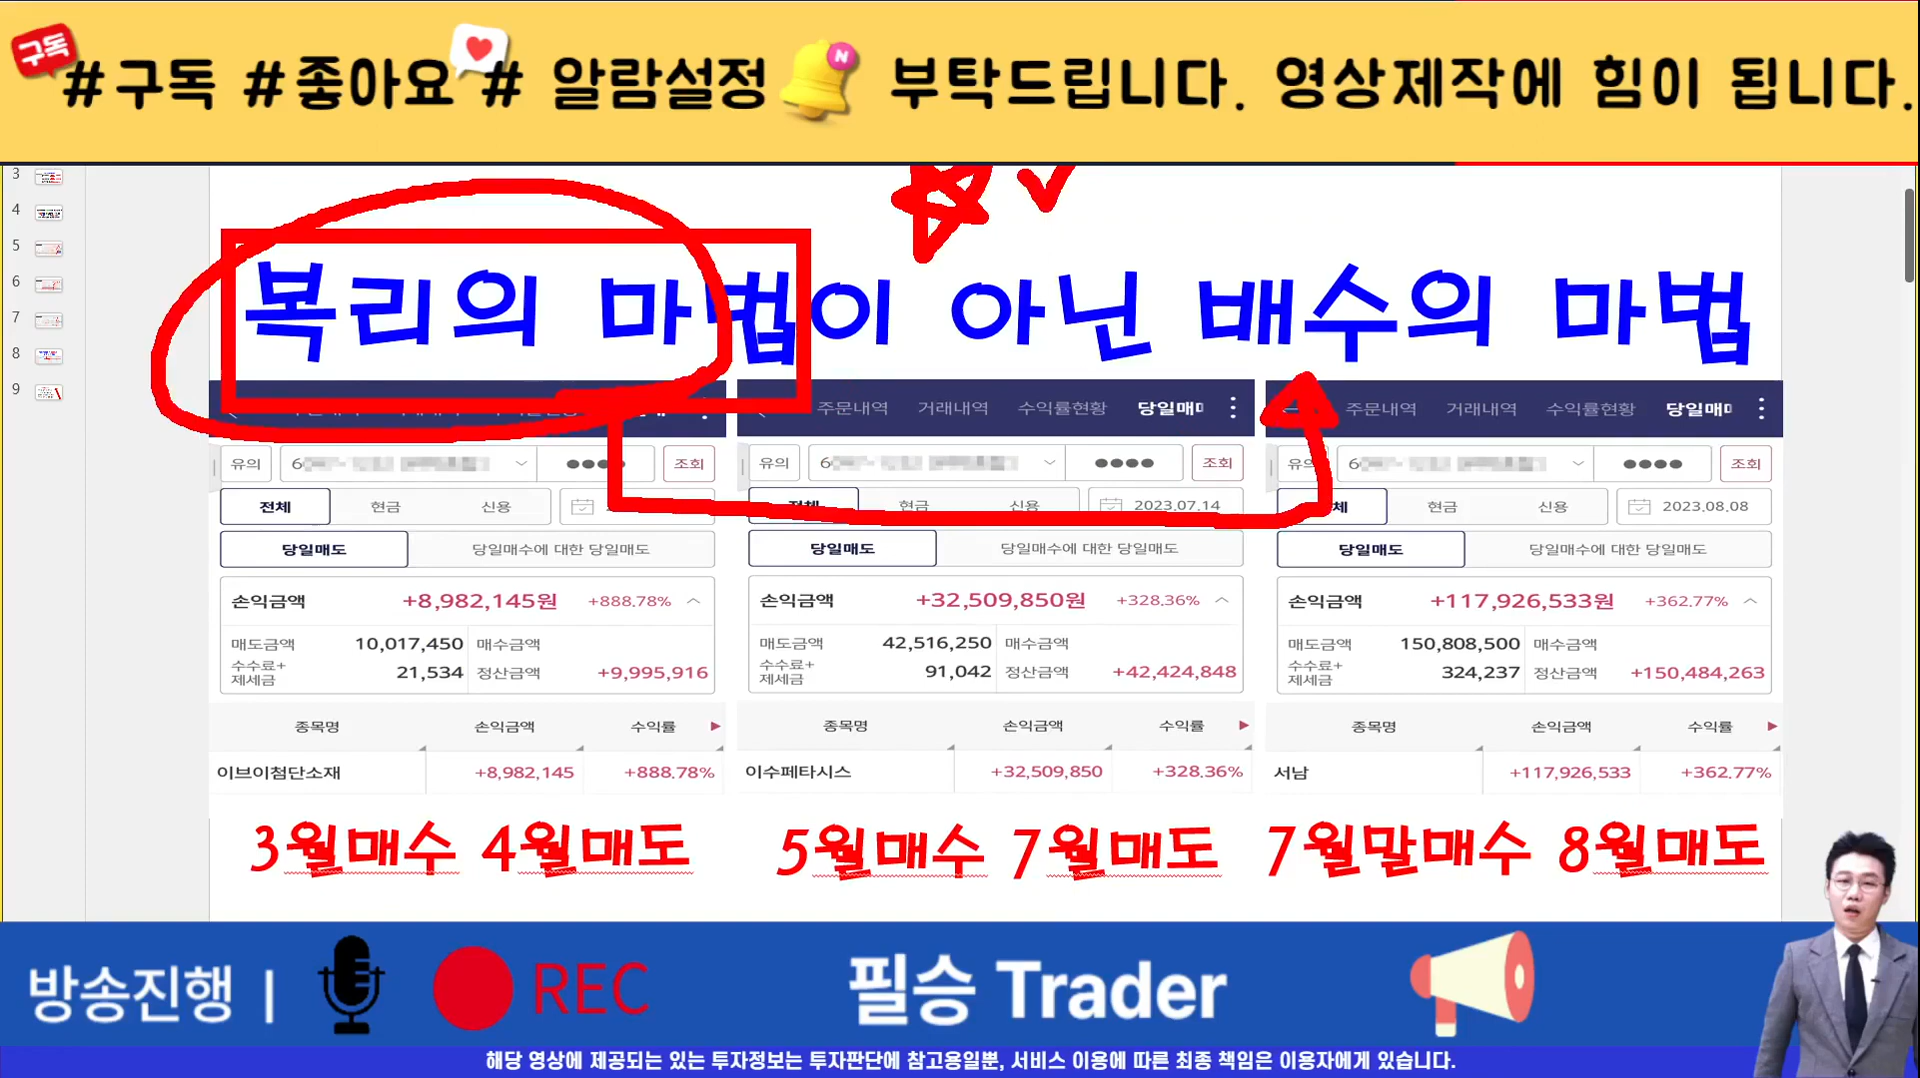 구독
#구독 #좋아요 # 알람설정 N 부탁드립니다. 영상제작에 힘이 됩니다.
3
4
5
6
7
8
9
복리의 마법이 아닌 배수의 마법
주문내역 거래내역 수익률현황 당일매
주문내역 거래내역 수익률현황 당일매
유의 6 ●●●● 조회
유의 6 ●●●● 조회
유의 6 ●●●● 조회
전체 현금 신용
전체 현금 신용 2023.07.14
전체 현금 신용 2023.08.08
당일매도 당일매수에 대한 당일매도
당일매도 당일매수에 대한 당일매도
당일매도 당일매수에 대한 당일매도
손익금액 +8,982,145원 +888.78%
매도금액 10,017,450 매수금액
수수료+
제세금 21,534 정산금액 +9,995,916
손익금액 +32,509,850원 +328.36%
매도금액 42,516,250 매수금액
수수료+
제세금 91,042 정산금액 +42,424,848
손익금액 +117,926,533원 +362.77%
매도금액 150,808,500 매수금액
수수료+
제세금 324,237 정산금액 +150,484,263
종목명 손익금액 수익률
이브이첨단소재 +8,982,145 +888.78%
종목명 손익금액 수익률
이수페타시스 +32,509,850 +328.36%
종목명 손익금액 수익률
서남 +117,926,533 +362.77%
3월매수 4월매도
5월매수 7월매도
7월말매수 8월매도
방송진행 | REC 필승 Trader
해당 영상에 제공되는 있는 투자정보는 투자판단에 참고용일뿐, 서비스 이용에 따른 최종 책임은 이용자에게 있습니다.